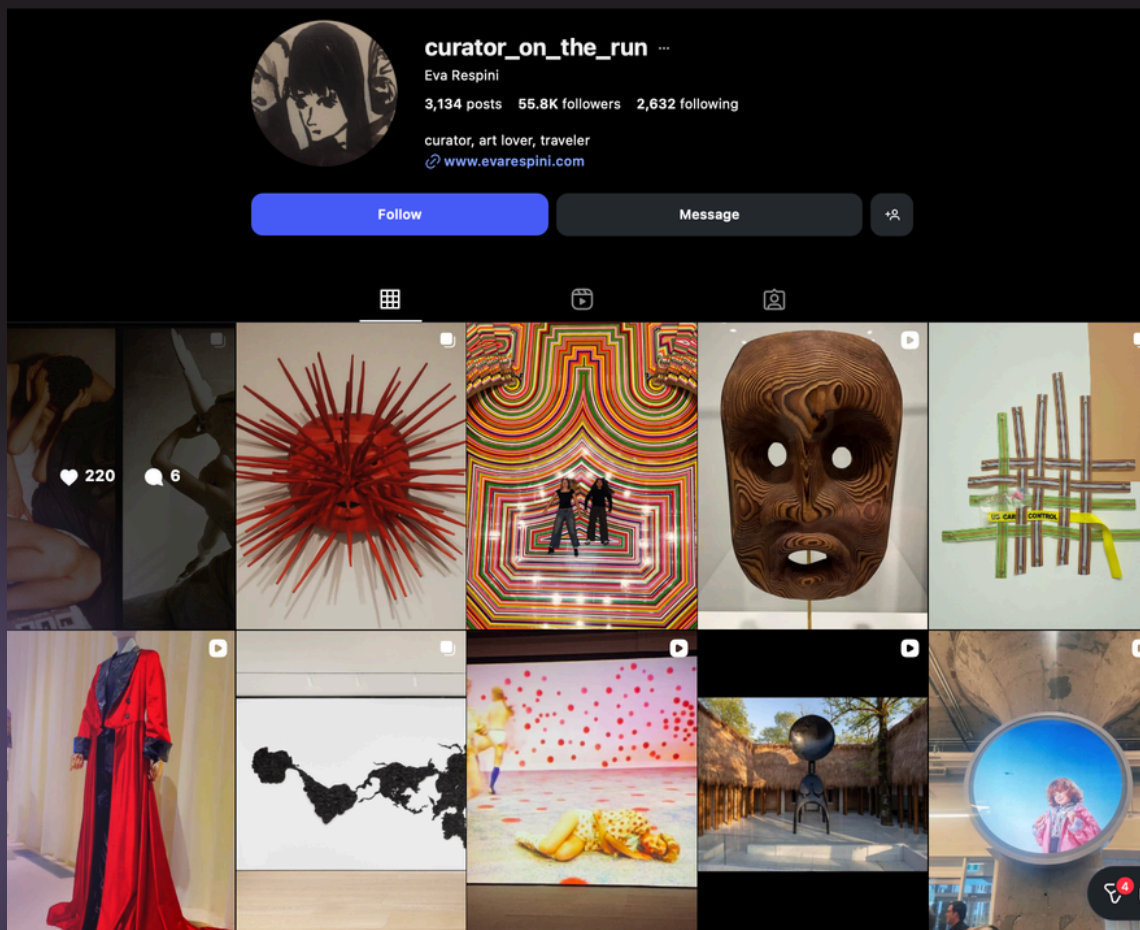 curator_on_the_run ...
Eva Respini
3,134 posts 55.8K followers 2,632 following
curator, art lover, traveler
www.evarespini.com
Follow Message
220 6
CONTROL
4